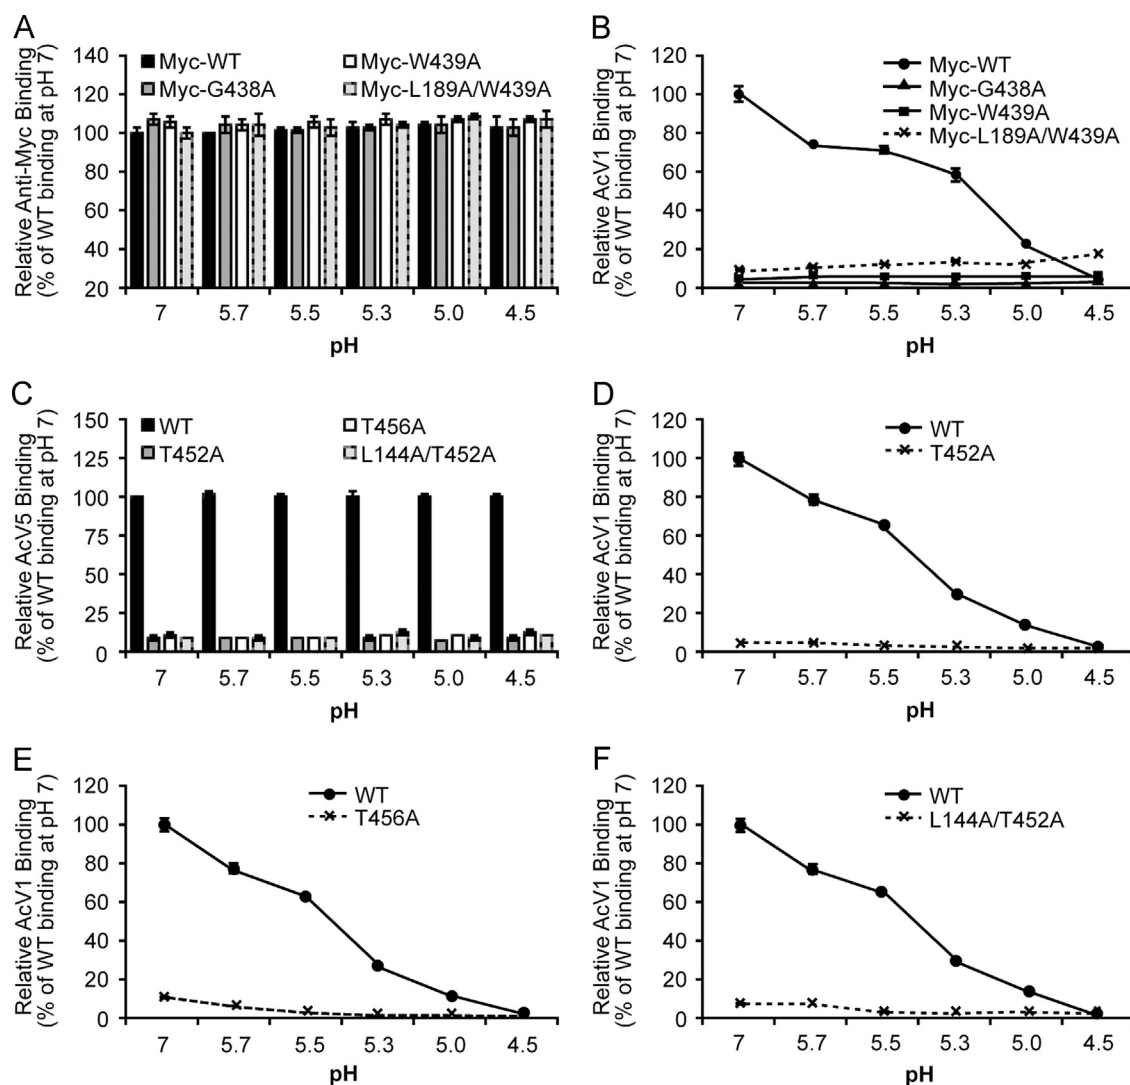 A
Relative Anti-Myc Binding
(% of WT binding at pH 7)
140
120
100
80
60
40
20
Myc-WT
Myc-W439A
Myc-G438A
Myc-L189A/W439A
7
5.7
5.5
5.3
5.0
4.5
pH
B
Relative AcV1 Binding
(% of WT binding at pH 7)
120
100
80
60
40
20
0
Myc-WT
Myc-G438A
Myc-W439A
Myc-L189A/W439A
7
5.7
5.5
5.3
5.0
4.5
pH
C
Relative AcV5 Binding
(% of WT binding at pH 7)
150
125
100
75
50
25
0
WT
T456A
T452A
L144A/T452A
7
5.7
5.5
5.3
5.0
4.5
pH
D
Relative AcV1 Binding
(% of WT binding at pH 7)
120
100
80
60
40
20
0
WT
T452A
7
5.7
5.5
5.3
5.0
4.5
pH
E
Relative AcV1 Binding
(% of WT binding at pH 7)
120
100
80
60
40
20
0
WT
T456A
7
5.7
5.5
5.3
5.0
4.5
pH
F
Relative AcV1 Binding
(% of WT binding at pH 7)
120
100
80
60
40
20
0
WT
L144A/T452A
7
5.7
5.5
5.3
5.0
4.5
pH